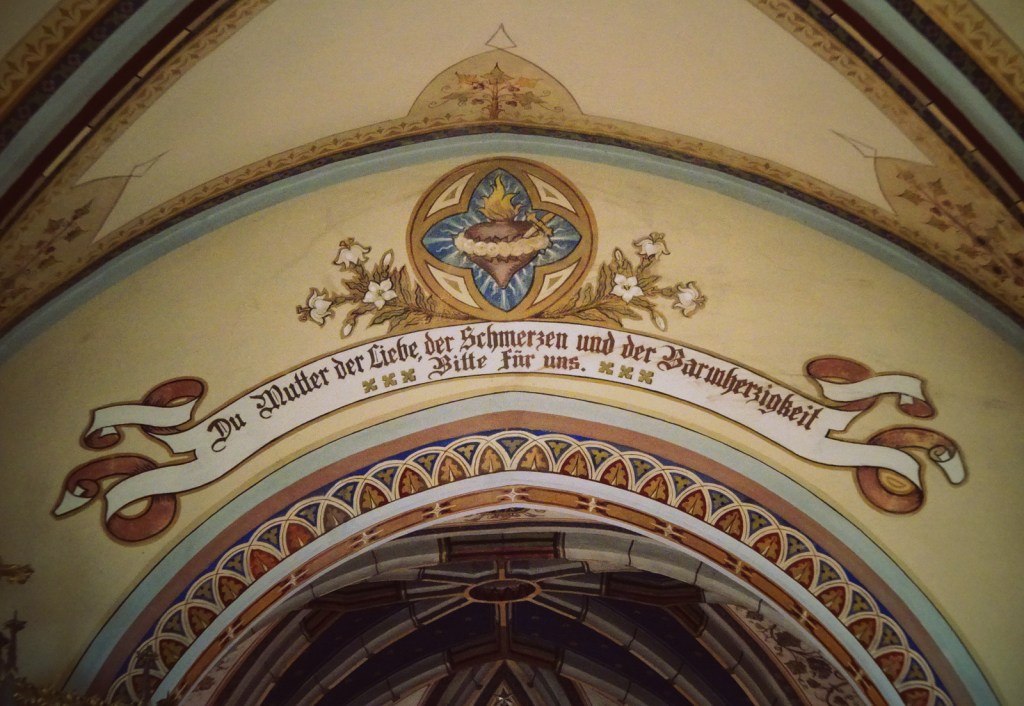 Du Mutter der Liebe, der Schmerzen und der Barmherzigkeit
Bitte Für uns.